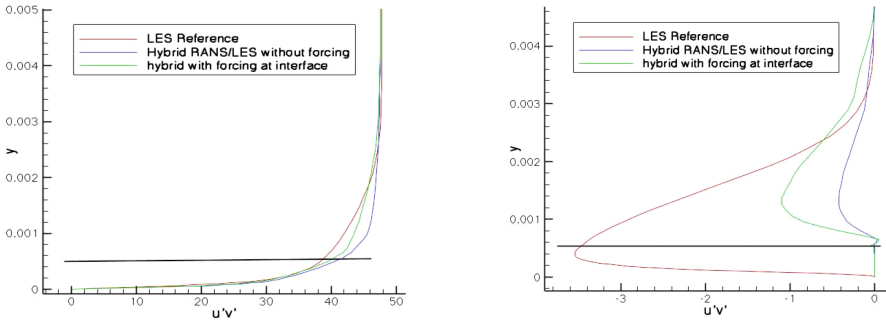 0.005
0.004
0.003
0.002
0.001
0
y
LES Reference
Hybrid RANS/LES without forcing
hybrid with forcing at interface
0 10 20 30 40 50
u'v'
0.004
0.003
0.002
0.001
0
y
LES Reference
Hybrid RANS/LES without forcing
hybrid with forcing at interface
-3 -2 -1 0
u'v'